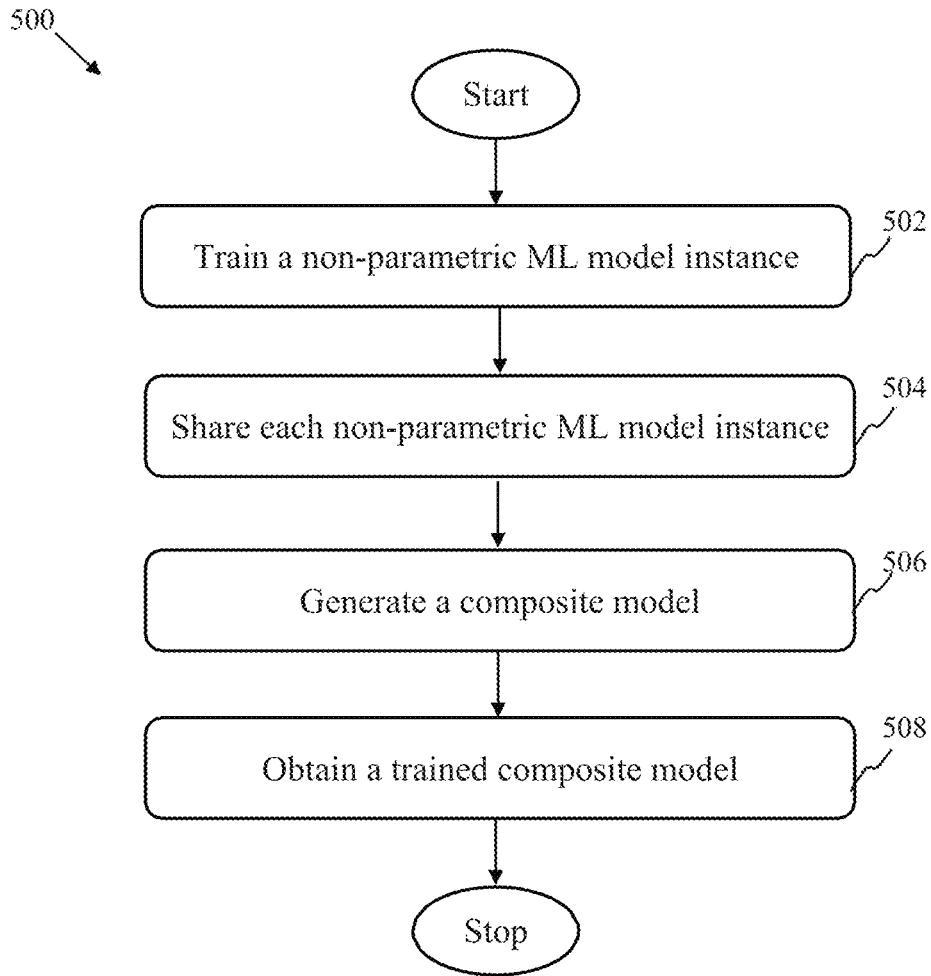 500
Start
502
Train a non-parametric ML model instance
504
Share each non-parametric ML model instance
506
Generate a composite model
508
Obtain a trained composite model
Stop